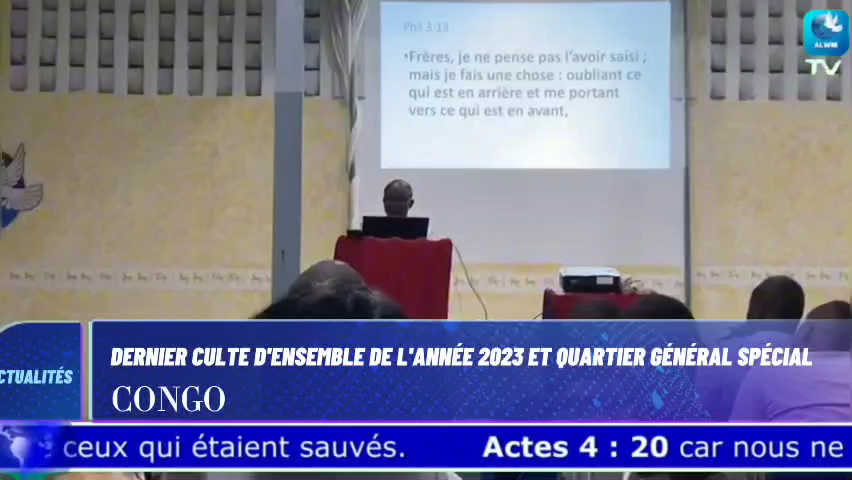 Phil 3:13
•Frères, je ne pense pas l'avoir saisi ;
mais je fais une chose : oubliant ce
qui est en arrière et me portant
vers ce qui est en avant,
ALWM
TV
CTUALITÉS
DERNIER CULTE D'ENSEMBLE DE L'ANNÉE 2023 ET QUARTIER GÉNÉRAL SPÉCIAL
CONGO
ceux qui étaient sauvés. Actes 4 : 20 car nous ne